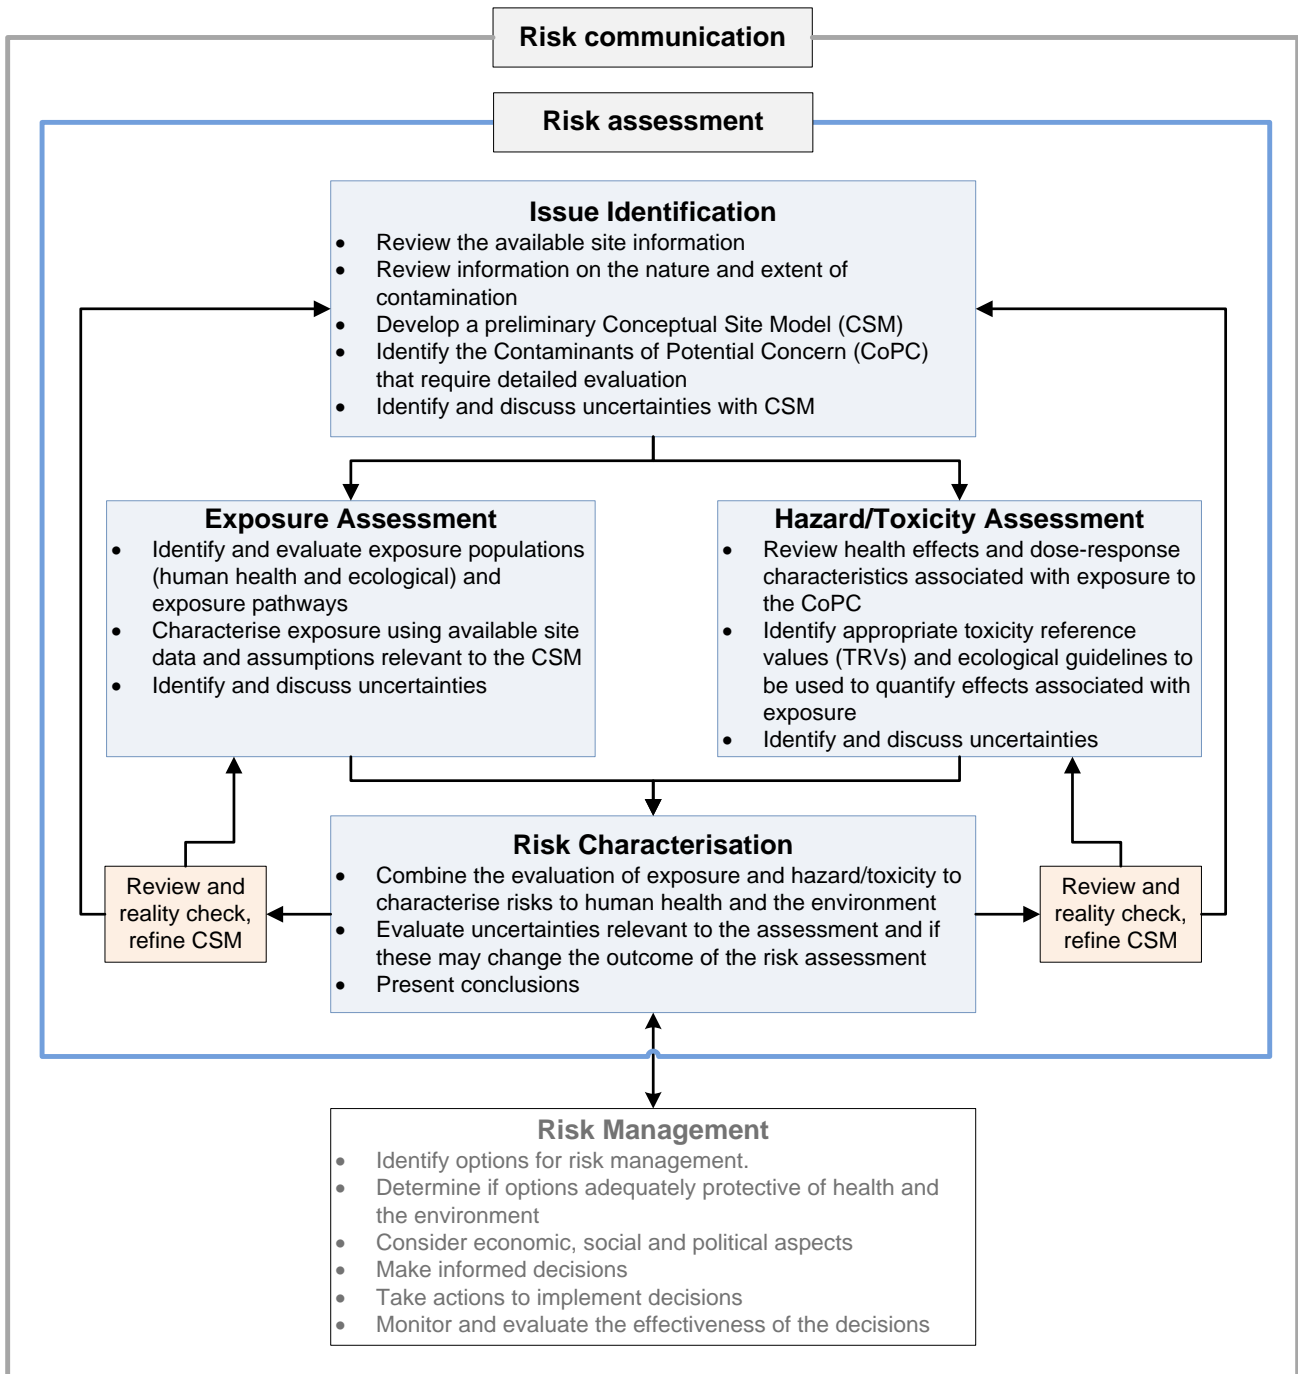 Risk communication
Risk assessment
Issue Identification
• Review the available site information
• Review information on the nature and extent of
contamination
• Develop a preliminary Conceptual Site Model (CSM)
• Identify the Contaminants of Potential Concern (CoPC)
that require detailed evaluation
• Identify and discuss uncertainties with CSM
Exposure Assessment
• Identify and evaluate exposure populations
(human health and ecological) and
exposure pathways
• Characterise exposure using available site
data and assumptions relevant to the CSM
• Identify and discuss uncertainties
Hazard/Toxicity Assessment
• Review health effects and dose-response
characteristics associated with exposure to
the CoPC
• Identify appropriate toxicity reference
values (TRVs) and ecological guidelines to
be used to quantify effects associated with
exposure
• Identify and discuss uncertainties
Review and
reality check,
refine CSM
Risk Characterisation
• Combine the evaluation of exposure and hazard/toxicity to
characterise risks to human health and the environment
• Evaluate uncertainties relevant to the assessment and if
these may change the outcome of the risk assessment
• Present conclusions
Review and
reality check,
refine CSM
Risk Management
• Identify options for risk management.
• Determine if options adequately protective of health and
the environment
• Consider economic, social and political aspects
• Make informed decisions
• Take actions to implement decisions
• Monitor and evaluate the effectiveness of the decisions